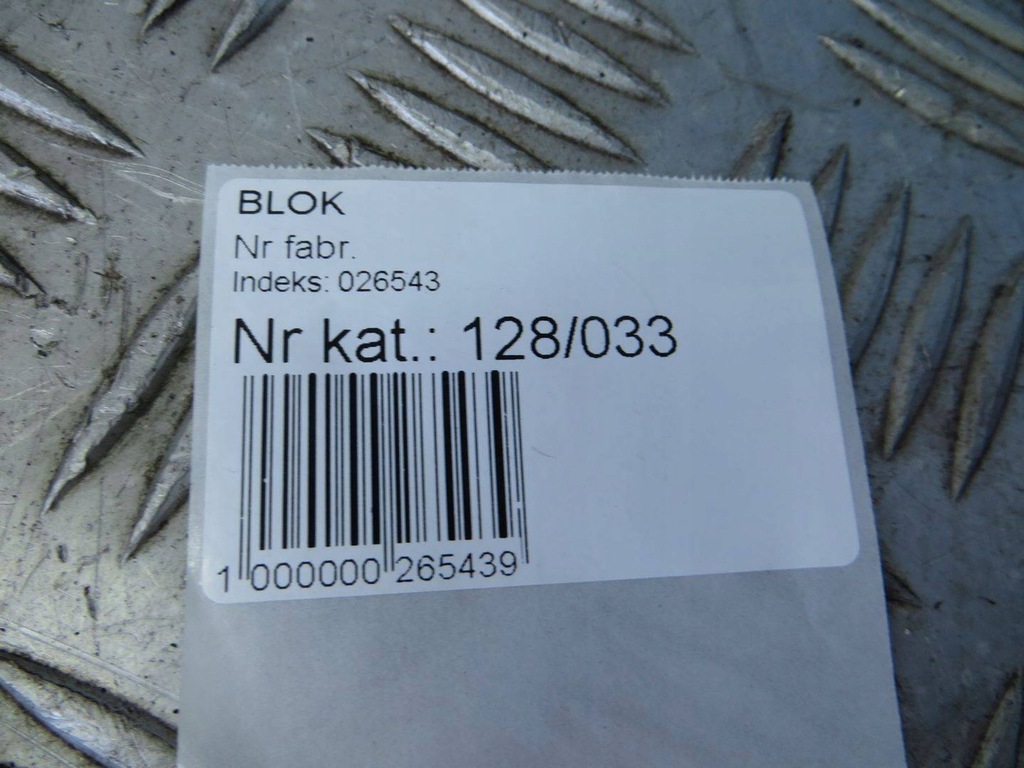 BLOK
Nr fabr.
Indeks: 026543
Nr kat.: 128/033
1 000000 265439